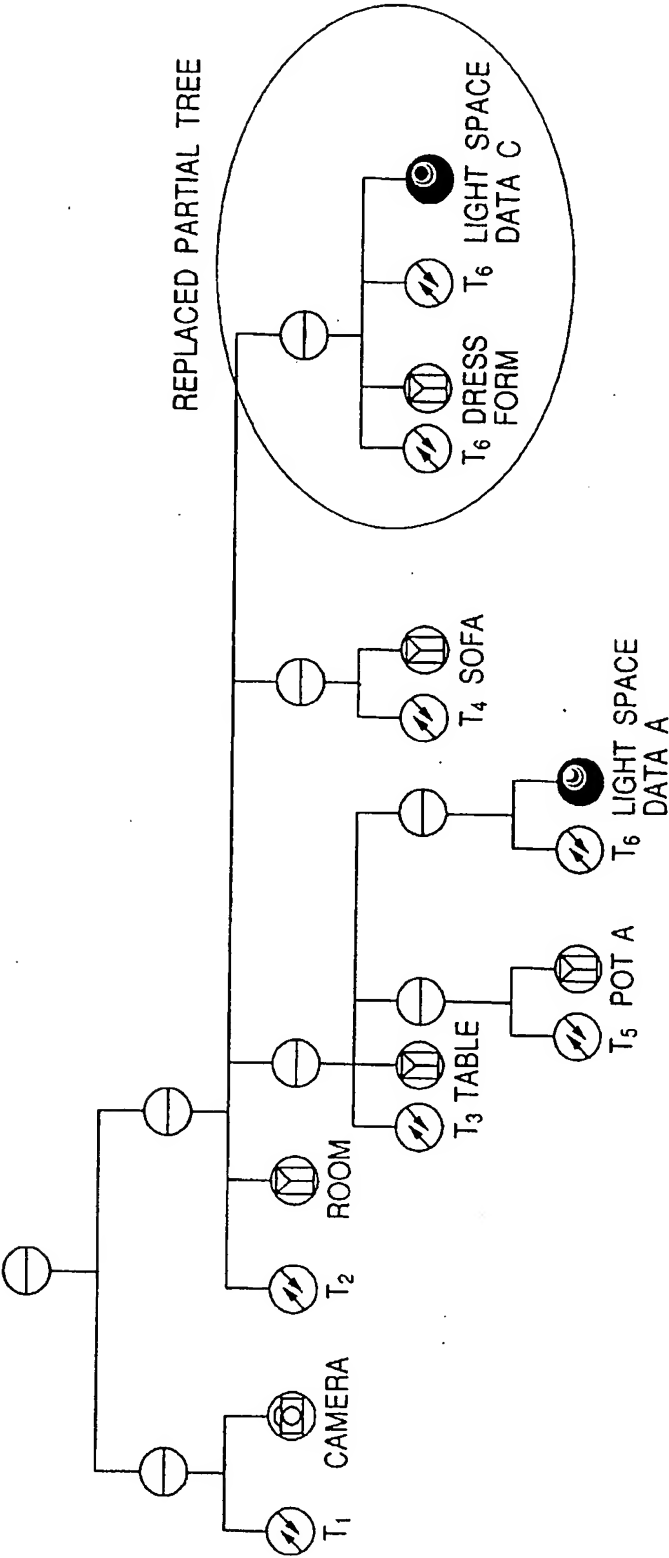 REPLACED PARTIAL TREE
T1
CAMERA
T2
ROOM
T3 TABLE
T5 POT A
T6 LIGHT SPACE
DATA A
T4 SOFA
T6 DRESS
FORM
T6 LIGHT SPACE
DATA C